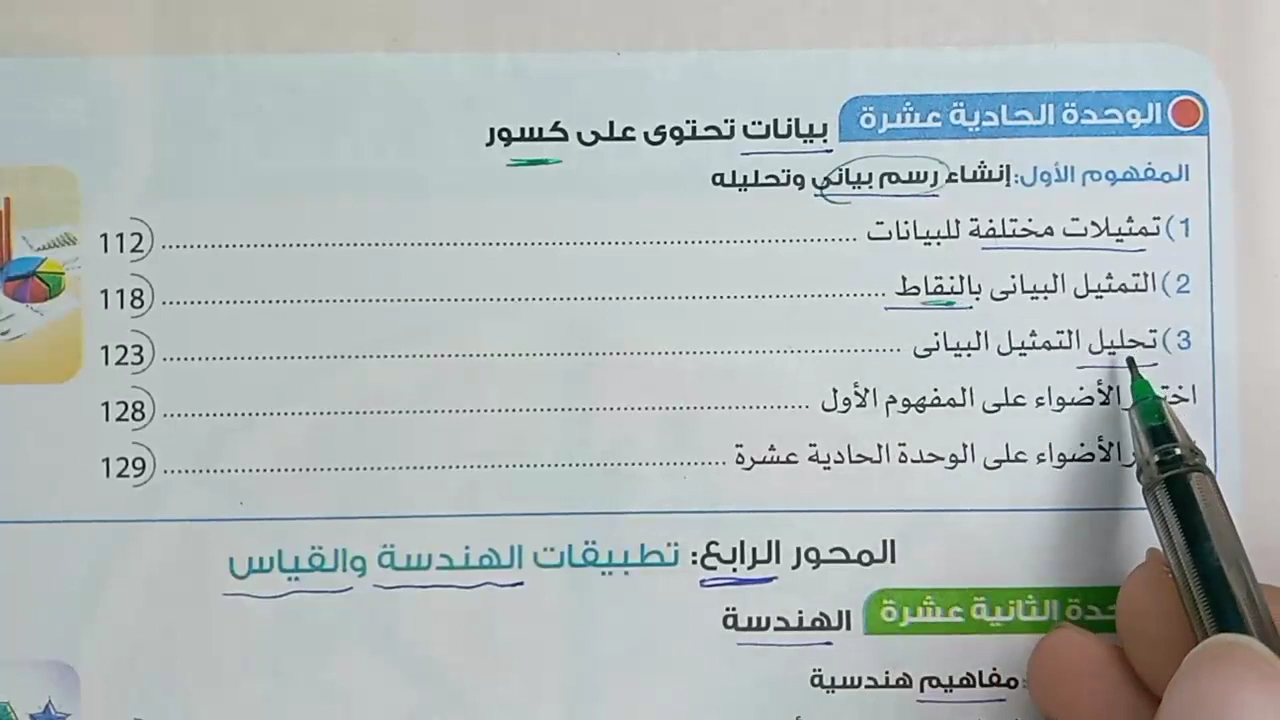 الوحدة الحادية عشرة بيانات تحتوى على كسور
المفهوم الأول: إنشاء رسم بيانى وتحليله
1) تمثيلات مختلفة للبيانات ........ 112
2) التمثيل البيانى بالنقاط ........ 118
3) تحليل التمثيل البيانى ........ 123
الأضواء على المفهوم الأول ........ 128
الأضواء على الوحدة الحادية عشرة ........ 129
المحور الرابع: تطبيقات الهندسة والقياس
الثانية عشرة الهندسة
مفاهيم هندسية